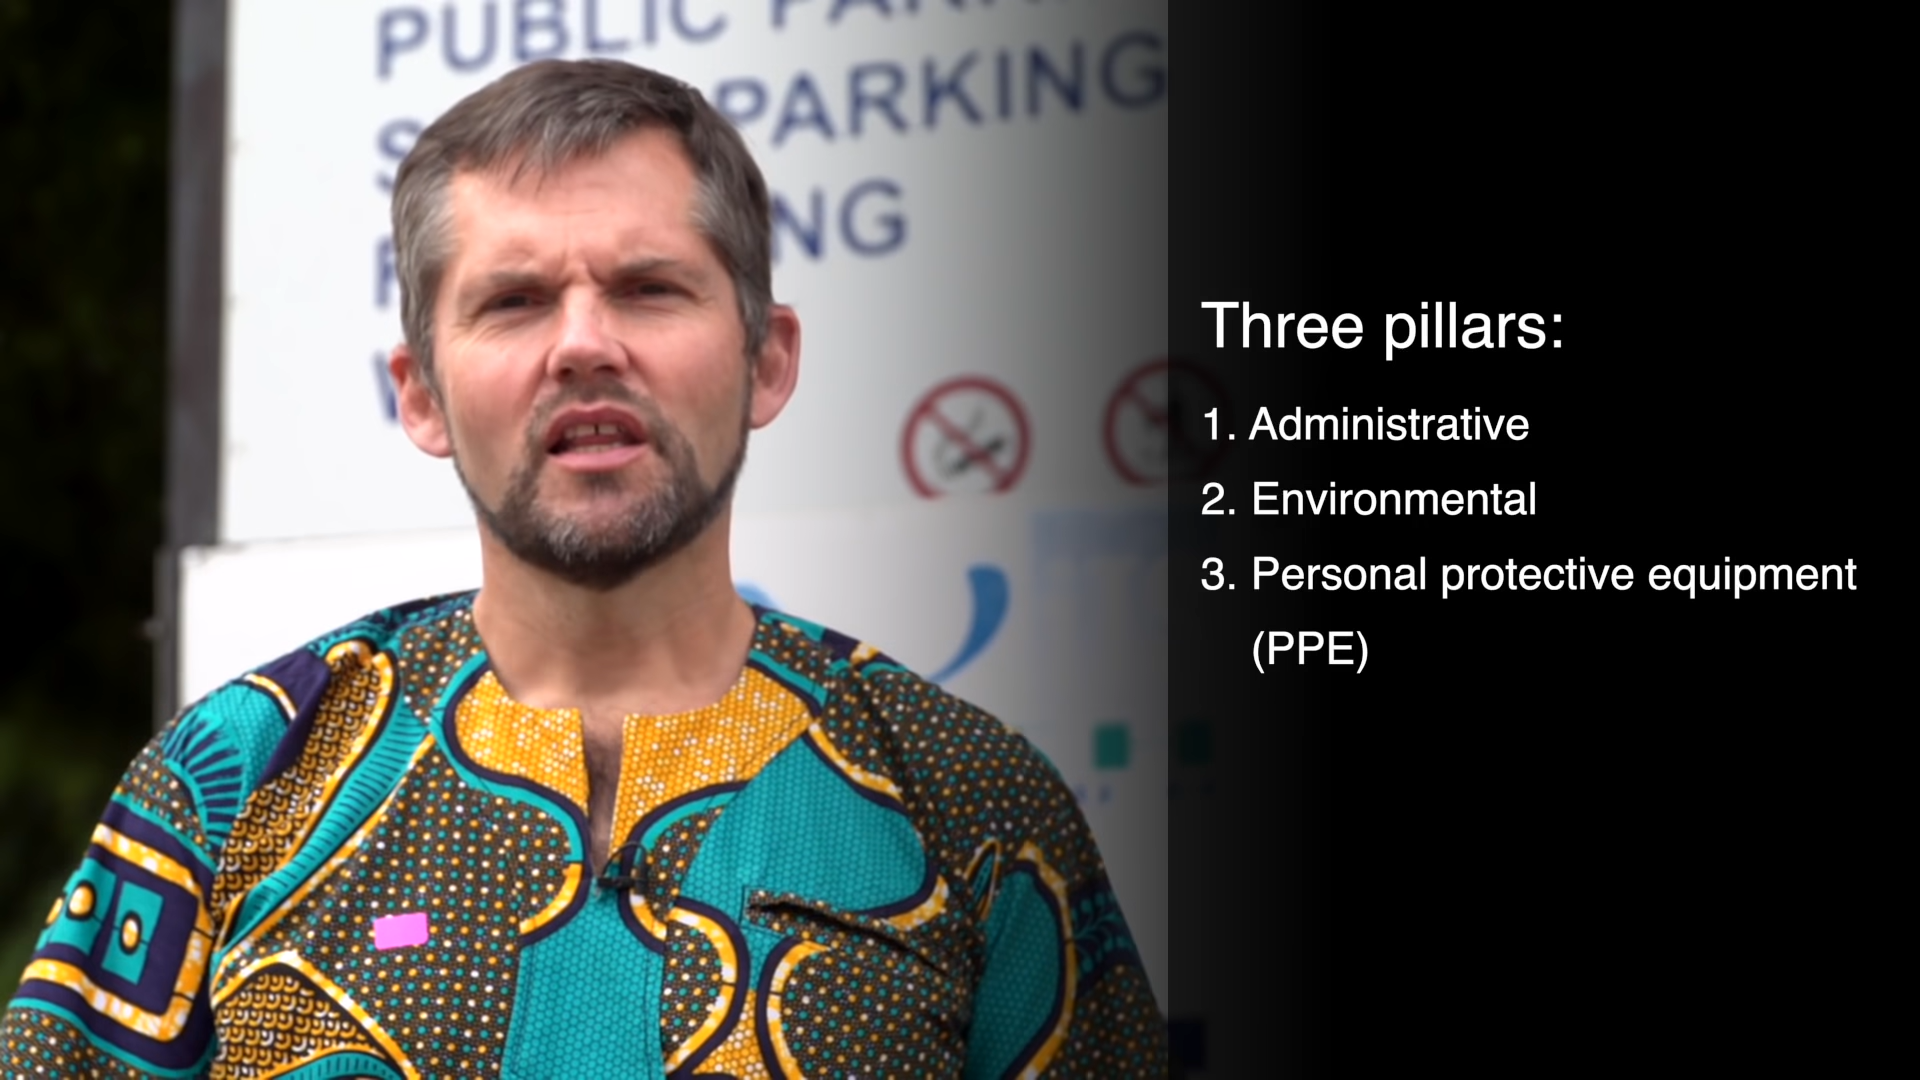 PUBLIC
PARKING
NG
Three pillars:
1. Administrative
2. Environmental
3. Personal protective equipment
(PPE)